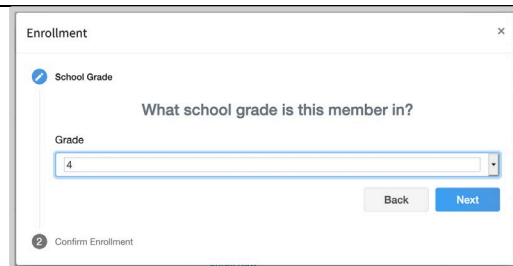 Enrollment
×
School Grade
What school grade is this member in?
Grade
4
Back Next
2 Confirm Enrollment